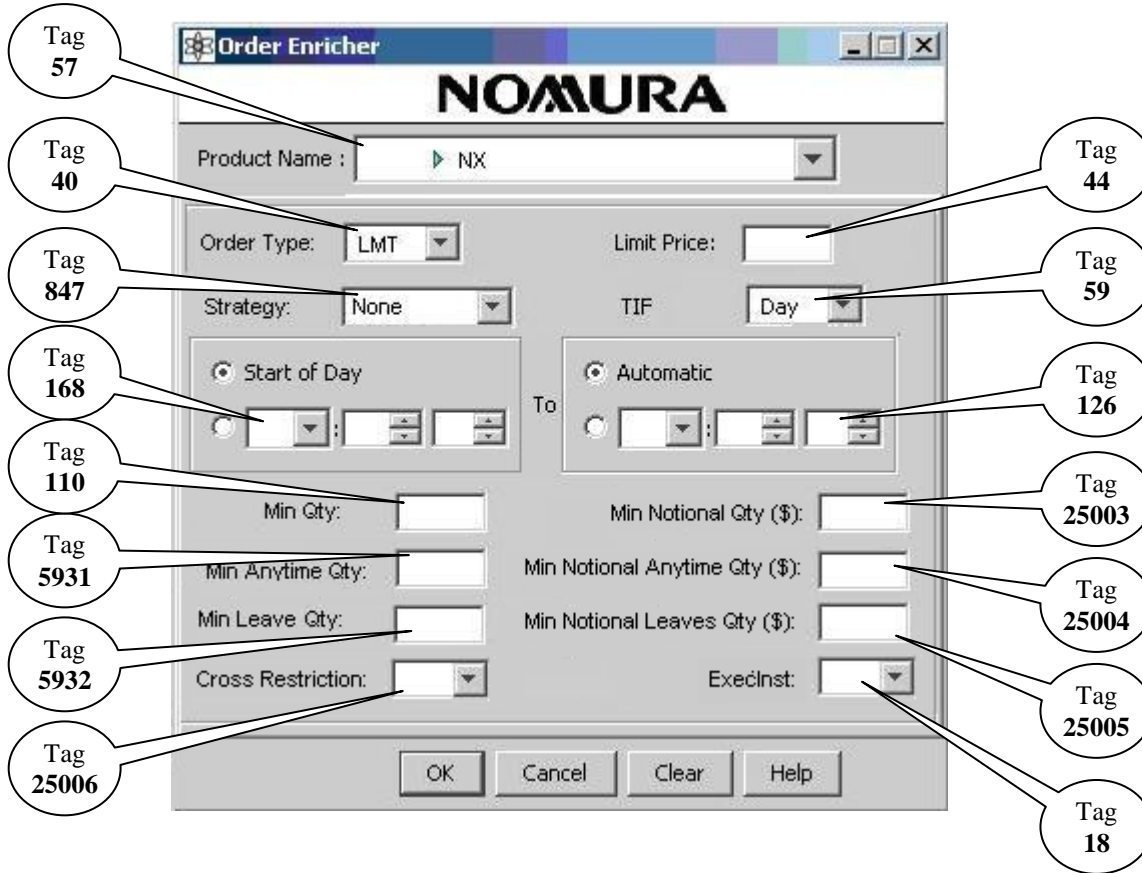 Tag
57
Order Enricher
NOMURA
Product Name :
NX
Tag
40
Tag
44
Order Type:
LMT
Limit Price:
Tag
847
Tag
59
Strategy:
None
TIF
Day
Tag
168
Start of Day
To
Automatic
Tag
126
:
:
Tag
110
Min Qty:
Min Notional Qty ($):
Tag
25003
Tag
5931
Min Anytime Qty:
Min Notional Anytime Qty ($):
Tag
25004
Min Leave Qty:
Min Notional Leaves Qty ($):
Tag
5932
Cross Restriction:
ExecInst:
Tag
25005
Tag
25006
OK
Cancel
Clear
Help
Tag
18